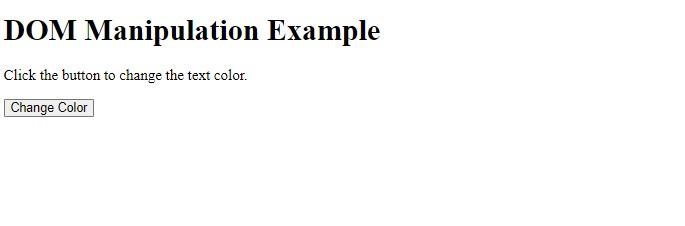 DOM Manipulation Example
Click the button to change the text color.
Change Color